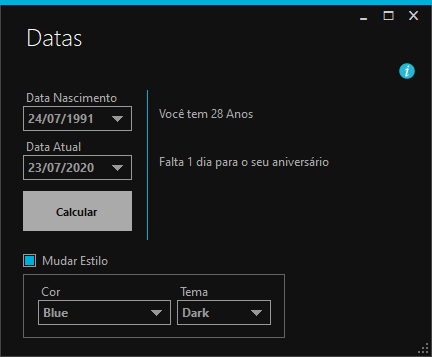 Datas
i
Data Nascimento
24/07/1991
Você tem 28 Anos
Data Atual
23/07/2020
Falta 1 dia para o seu aniversário
Calcular
Mudar Estilo
Cor
Tema
Blue
Dark